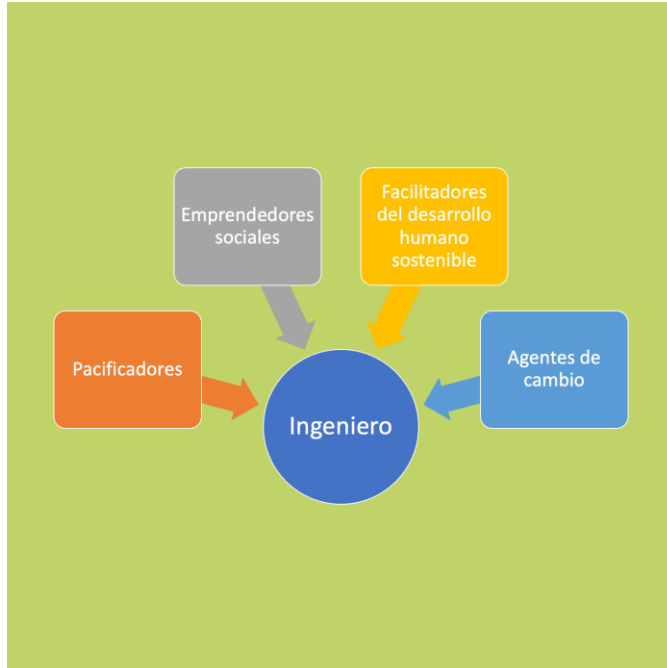 Emprendedores
sociales
Facilitadores
del desarrollo
humano
sostenible
Pacificadores
Agentes de
cambio
Ingeniero